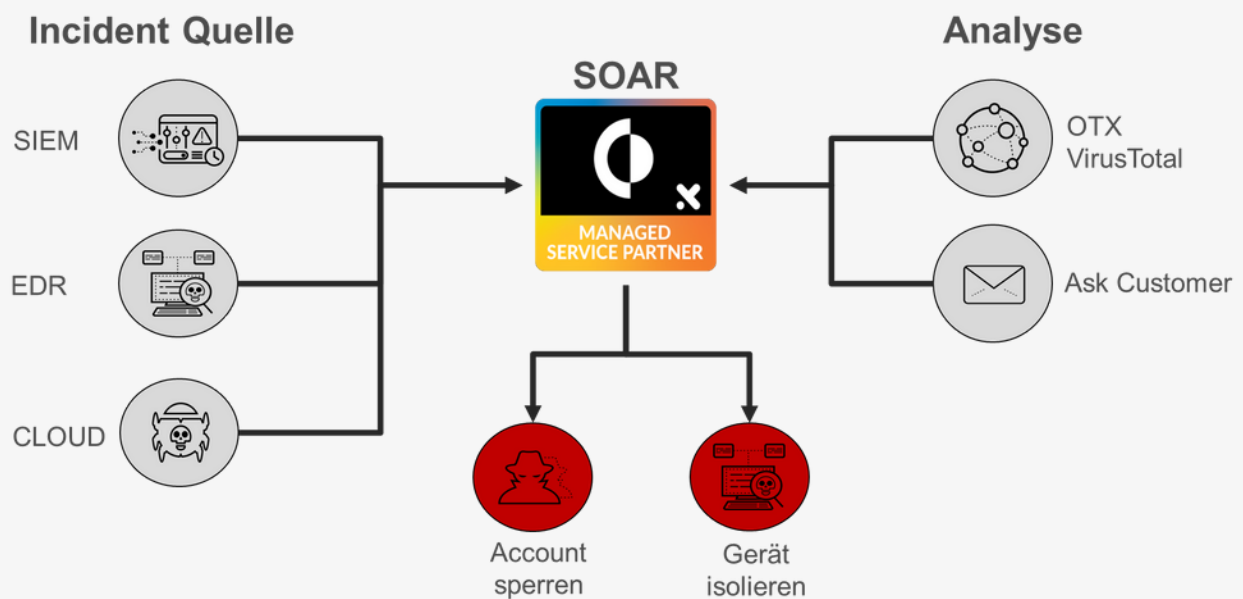 Incident Quelle
SIEM
EDR
CLOUD
SOAR
MANAGED
SERVICE PARTNER
Analyse
OTX
VirusTotal
Ask Customer
Account
sperren
Gerät
isolieren